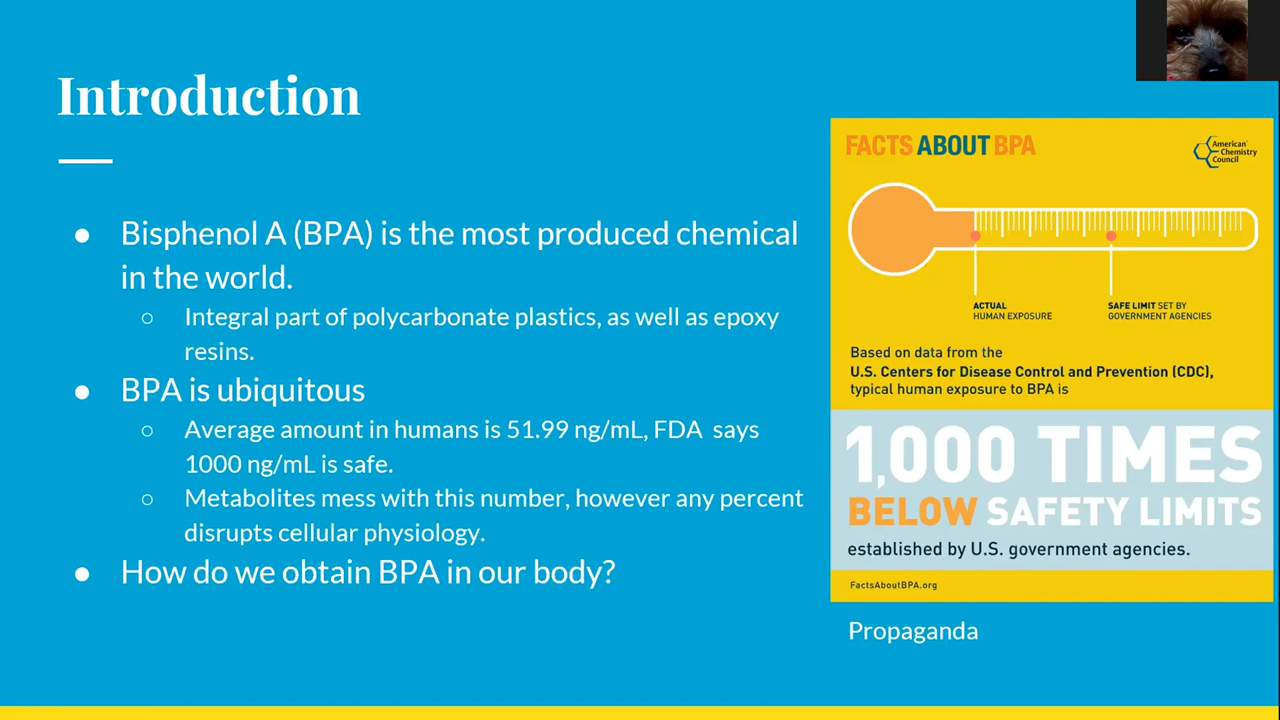 Introduction
● Bisphenol A (BPA) is the most produced chemical
in the world.
○ Integral part of polycarbonate plastics, as well as epoxy
resins.
● BPA is ubiquitous
○ Average amount in humans is 51.99 ng/mL, FDA says
1000 ng/mL is safe.
○ Metabolites mess with this number, however any percent
disrupts cellular physiology.
● How do we obtain BPA in our body?
FACTS ABOUT BPA
American
Chemistry
Council
ACTUAL
HUMAN EXPOSURE
SAFE LIMIT SET BY
GOVERNMENT AGENCIES
Based on data from the
U.S. Centers for Disease Control and Prevention (CDC),
typical human exposure to BPA is
1,000 TIMES
BELOW SAFETY LIMITS
established by U.S. government agencies.
FactsAboutBPA.org
Propaganda